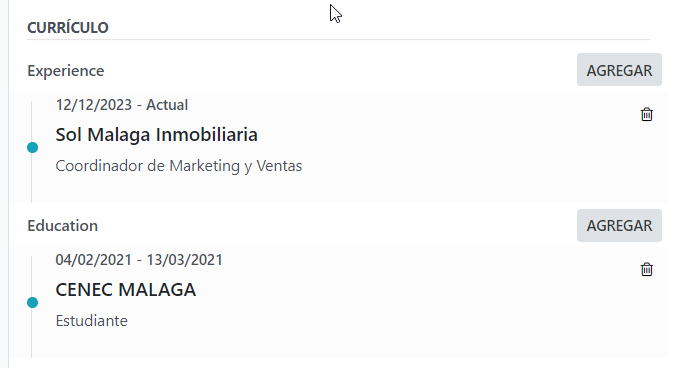 CURRÍCULO
Experience
AGREGAR
12/12/2023 - Actual
Sol Malaga Inmobiliaria
Coordinador de Marketing y Ventas
Education
AGREGAR
04/02/2021 - 13/03/2021
CENEC MALAGA
Estudiante